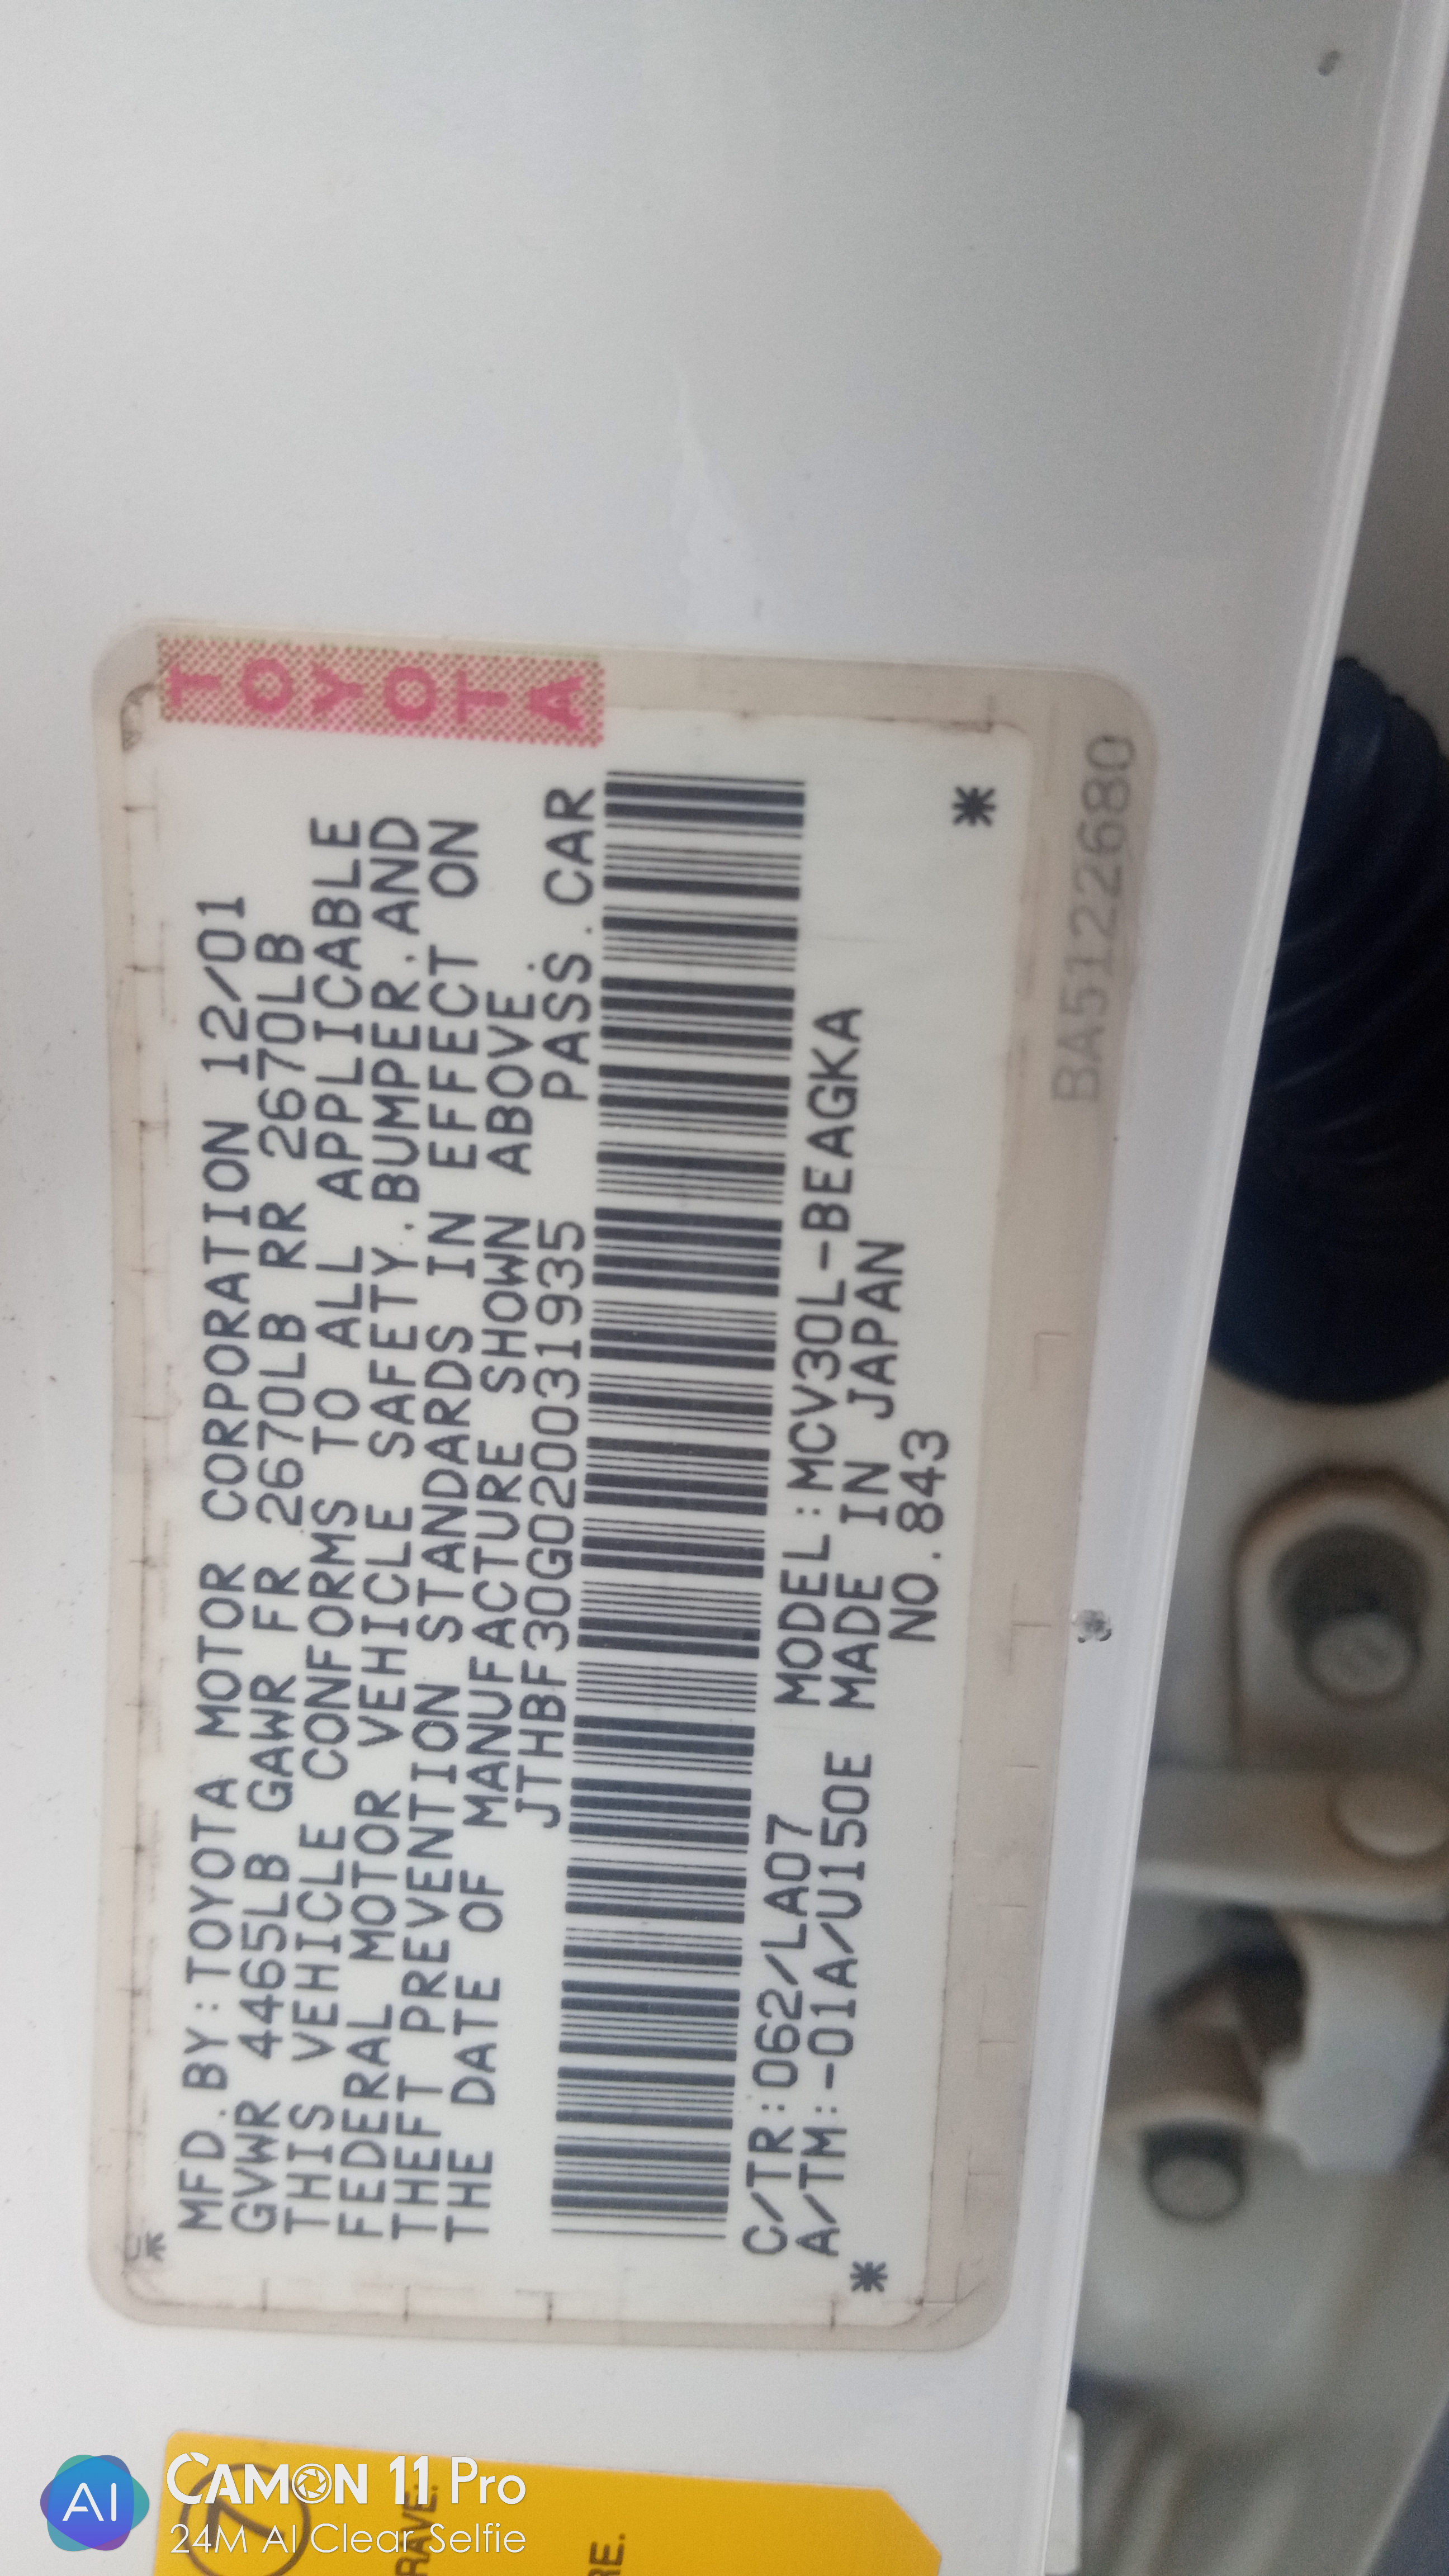 TOYOTA
MFD.BY:TOYOTA MOTOR CORPORATION 12/01
GVWR 4465LB GAWR FR 2670LB RR 2670LB
THIS VEHICLE CONFORMS TO ALL APPLICABLE
FEDERAL MOTOR VEHICLE SAFETY.BUMPER.AND
THEFT PREVENTION STANDARDS IN EFFECT ON
THE DATE OF MANUFACTURE SHOWN ABOVE.
JTHBF30G020031935 PASS.CAR
C/TR:062/LA07 MODEL:MCV30L-BEAGKA
A/TM:-01A/U150E MADE IN JAPAN
NO.843
BA5122680
RE.
AI CAMON 11 Pro
24M AI Clear Selfie